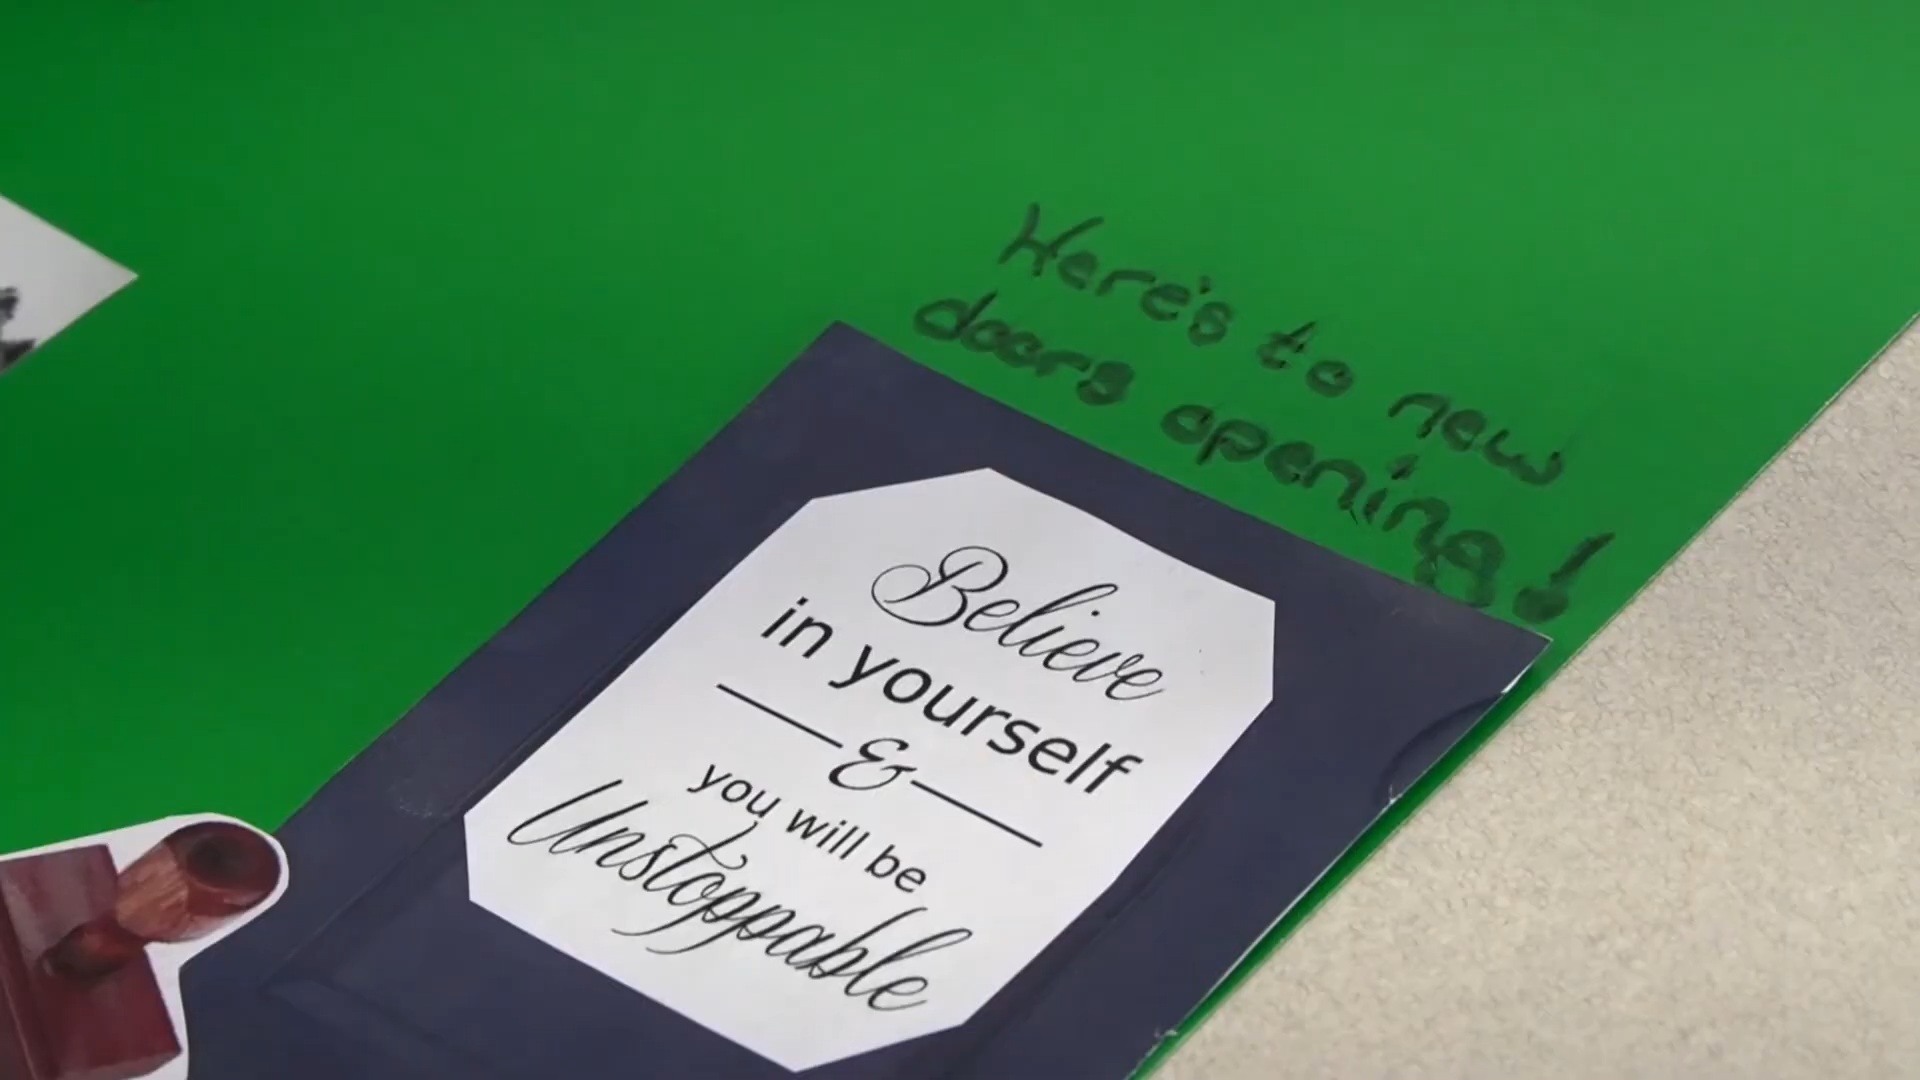 Here's to new
doors opening!
Believe
in yourself
&
you will be
Unstoppable